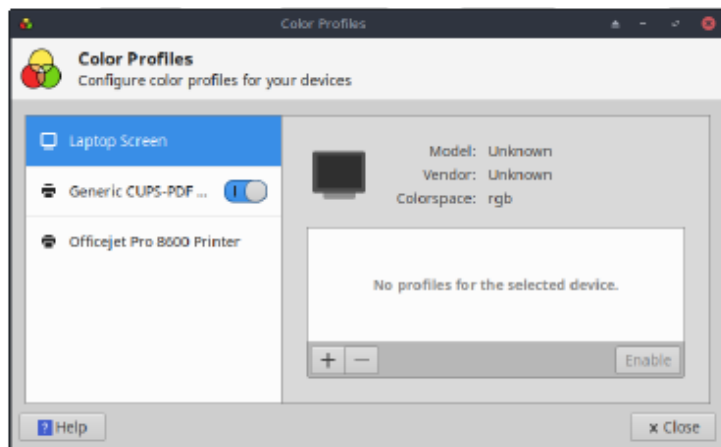 Color Profiles
Color Profiles
Configure color profiles for your devices
Laptop Screen
Generic CUPS-PDF ...
Officejet Pro 8600 Printer
Model: Unknown
Vendor: Unknown
Colorspace: rgb
No profiles for the selected device.
+ −
Enable
? Help
x Close